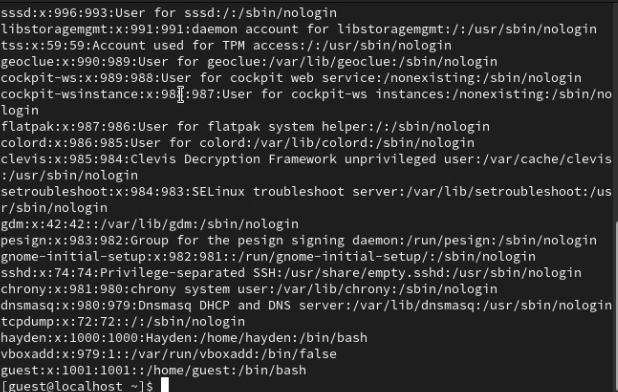 sssd:x:996:993:User for sssd:/:/sbin/nologin
libstoragemgmt:x:991:991:daemon account for libstoragemgmt:/:/usr/sbin/nologin
tss:x:59:59:Account used for TPM access:/:/usr/sbin/nologin
geoclue:x:990:989:User for geoclue:/var/lib/geoclue:/sbin/nologin
cockpit-ws:x:989:988:User for cockpit web service:/nonexisting:/sbin/nologin
cockpit-wsinstance:x:988:987:User for cockpit-ws instances:/nonexisting:/sbin/no
login
flatpak:x:987:986:User for flatpak system helper:/:/sbin/nologin
colord:x:986:985:User for colord:/var/lib/colord:/sbin/nologin
clevis:x:985:984:Clevis Decryption Framework unprivileged user:/var/cache/clevis
:/usr/sbin/nologin
setroubleshoot:x:984:983:SELinux troubleshoot server:/var/lib/setroubleshoot:/us
r/sbin/nologin
gdm:x:42:42::/var/lib/gdm:/sbin/nologin
pesign:x:983:982:Group for the pesign signing daemon:/run/pesign:/sbin/nologin
gnome-initial-setup:x:982:981::/run/gnome-initial-setup/:/sbin/nologin
sshd:x:74:74:Privilege-separated SSH:/usr/share/empty.sshd:/usr/sbin/nologin
chrony:x:981:980:chrony system user:/var/lib/chrony:/sbin/nologin
dnsmasq:x:980:979:Dnsmasq DHCP and DNS server:/var/lib/dnsmasq:/usr/sbin/nologin
tcpdump:x:72:72::/:/sbin/nologin
hayden:x:1000:1000:Hayden:/home/hayden:/bin/bash
vboxadd:x:979:1::/var/run/vboxadd:/bin/false
guest:x:1001:1001::/home/guest:/bin/bash
[guest@localhost ~]$